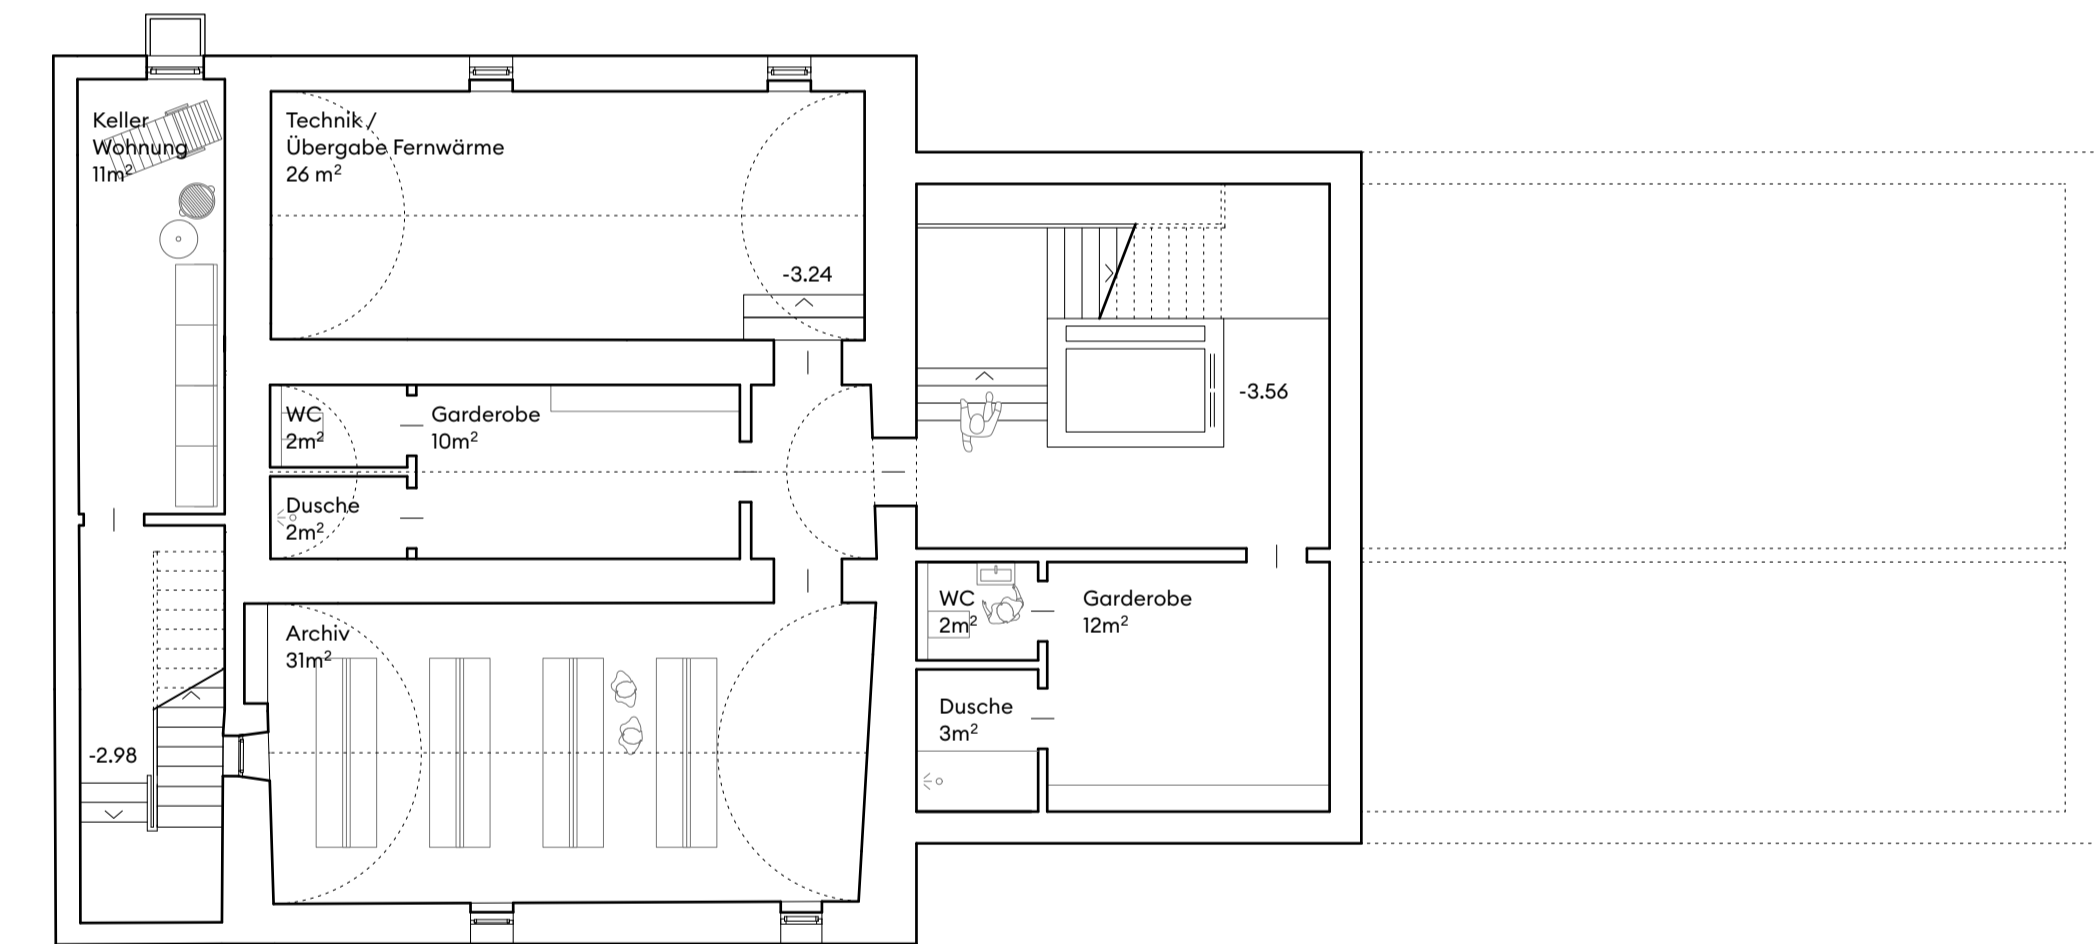 Keller
Wohnung
11m²
Technik /
Übergabe Fernwärme
26 m²
-3.24
-3.56
WC
2m²
Garderobe
10m²
Dusche
2m²
Archiv
31m²
-2.98
WC
2m²
Garderobe
12m²
Dusche
3m²